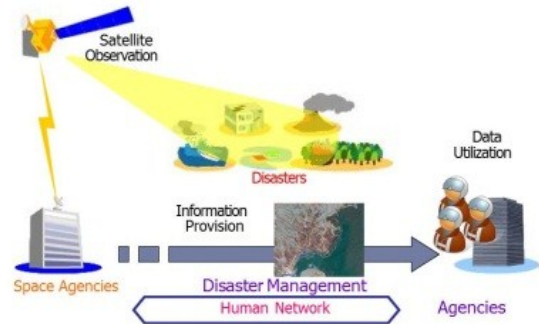 Satellite
Observation
Disasters
Data
Utilization
Information
Provision
Space Agencies
Disaster Management
Human Network
Agencies